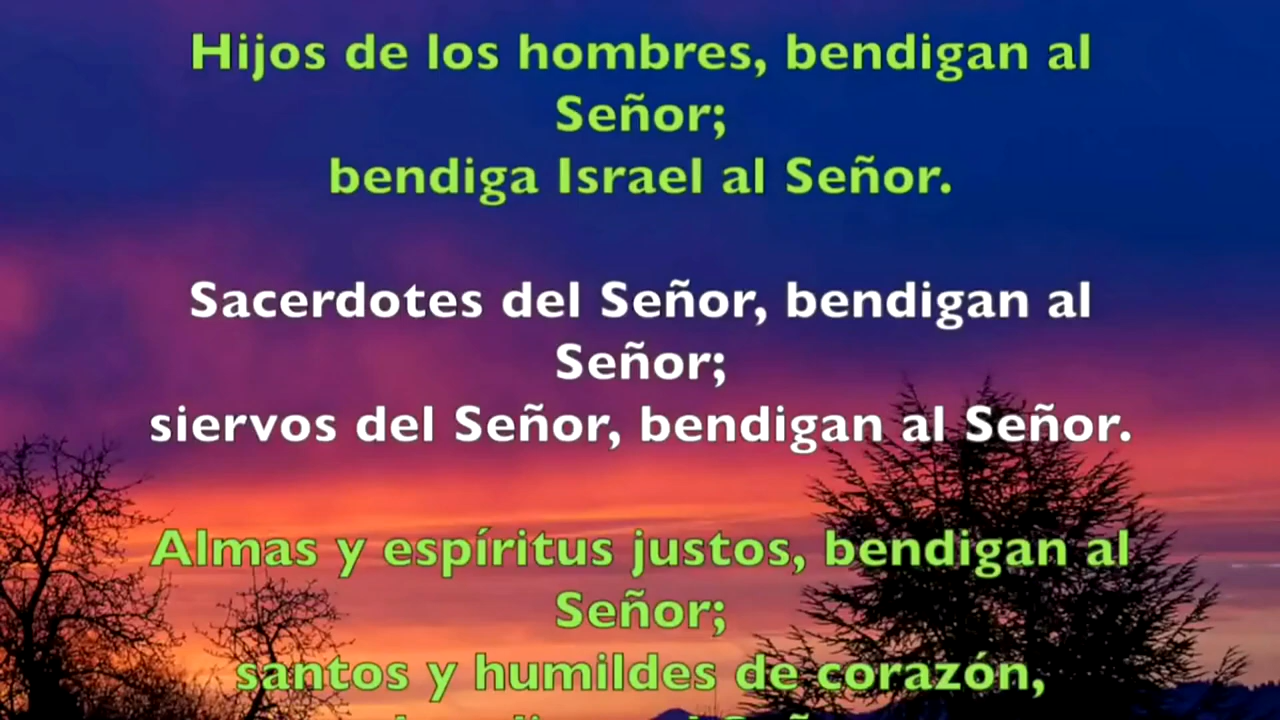 Hijos de los hombres, bendigan al
Señor;
bendiga Israel al Señor.
Sacerdotes del Señor, bendigan al
Señor;
siervos del Señor, bendigan al Señor.
Almas y espíritus justos, bendigan al
Señor;
santos y humildes de corazón,